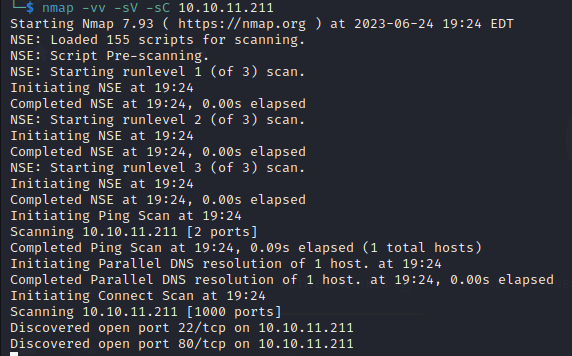 └─$ nmap -vv -sV -sC 10.10.11.211
Starting Nmap 7.93 ( https://nmap.org ) at 2023-06-24 19:24 EDT
NSE: Loaded 155 scripts for scanning.
NSE: Script Pre-scanning.
NSE: Starting runlevel 1 (of 3) scan.
Initiating NSE at 19:24
Completed NSE at 19:24, 0.00s elapsed
NSE: Starting runlevel 2 (of 3) scan.
Initiating NSE at 19:24
Completed NSE at 19:24, 0.00s elapsed
NSE: Starting runlevel 3 (of 3) scan.
Initiating NSE at 19:24
Completed NSE at 19:24, 0.00s elapsed
Initiating Ping Scan at 19:24
Scanning 10.10.11.211 [2 ports]
Completed Ping Scan at 19:24, 0.09s elapsed (1 total hosts)
Initiating Parallel DNS resolution of 1 host. at 19:24
Completed Parallel DNS resolution of 1 host. at 19:24, 0.00s elapsed
Initiating Connect Scan at 19:24
Scanning 10.10.11.211 [1000 ports]
Discovered open port 22/tcp on 10.10.11.211
Discovered open port 80/tcp on 10.10.11.211